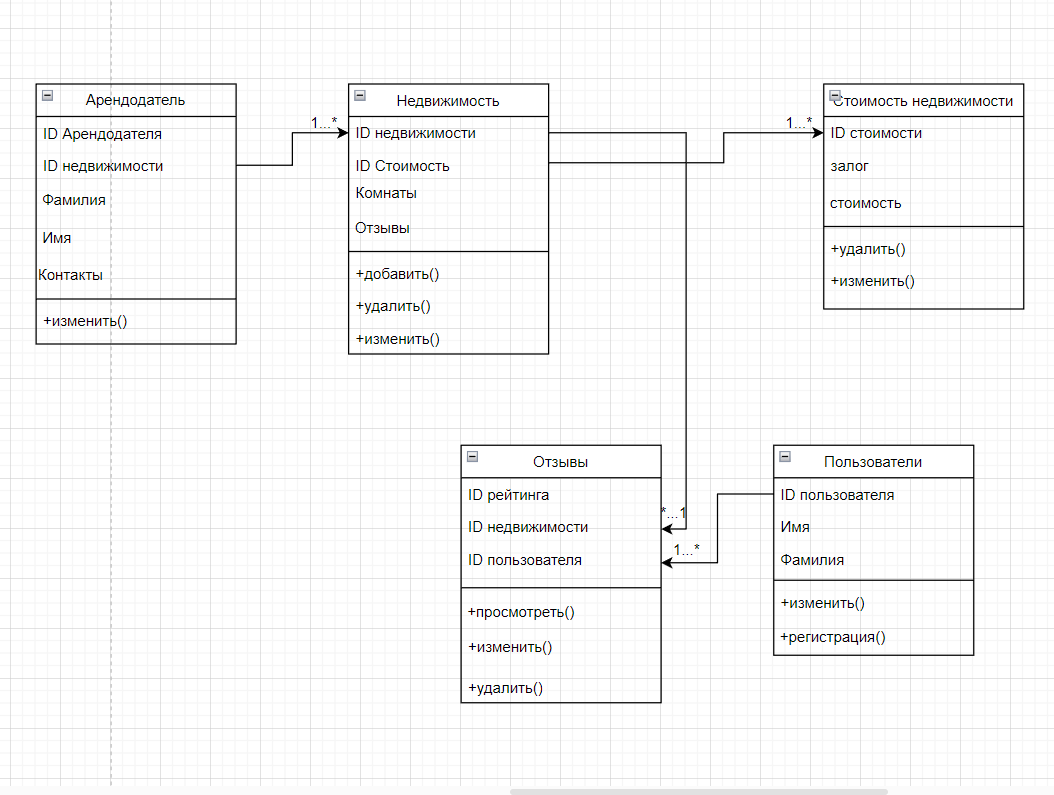 Арендодатель
ID Арендодателя
ID недвижимости
Фамилия
Имя
Контакты
+изменить()
1...*
Недвижимость
ID недвижимости
ID Стоимость
Комнаты
Отзывы
+добавить()
+удалить()
+изменить()
1...*
Стоимость недвижимости
ID стоимости
залог
стоимость
+удалить()
+изменить()
Отзывы
ID рейтинга
ID недвижимости
ID пользователя
+просмотреть()
+изменить()
+удалить()
*...1
1...*
Пользователи
ID пользователя
Имя
Фамилия
+изменить()
+регистрация()